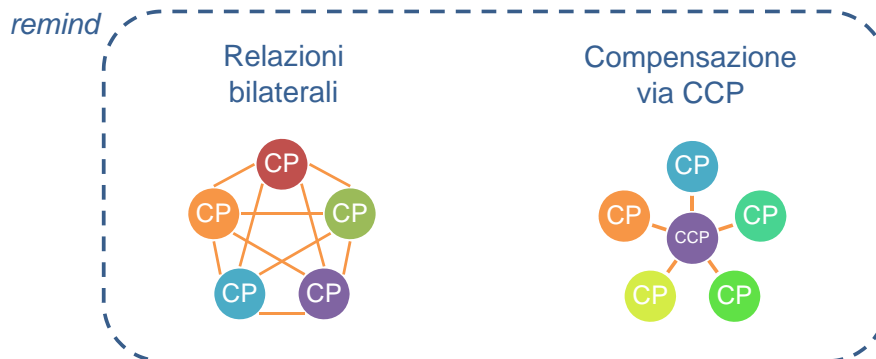 remind
Relazioni
bilaterali
CP
CP
CP
CP
CP
Compensazione
via CCP
CP
CP
CP
CCP
CP
CP